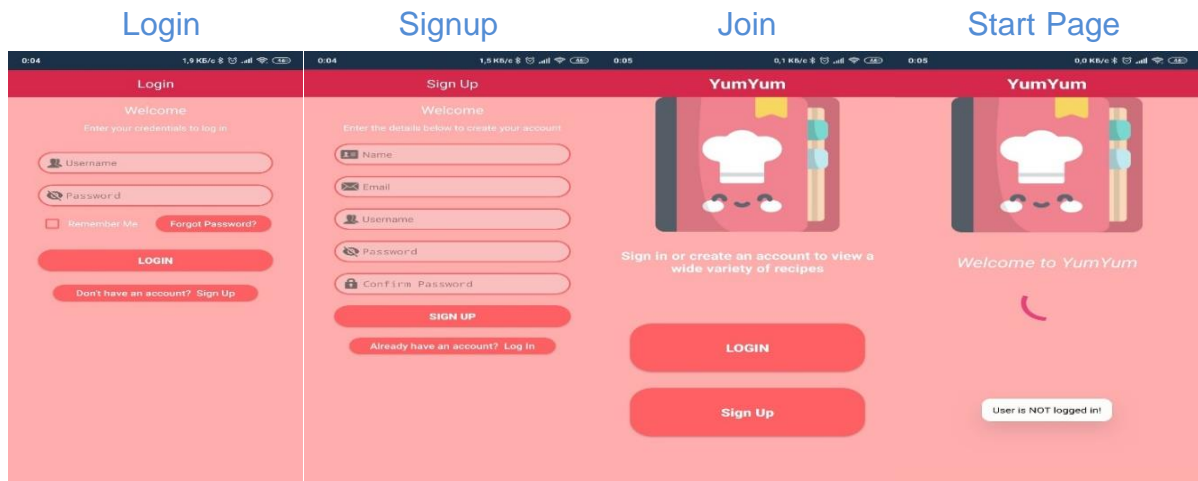 Login
Signup
Join
Start Page
0:04
1,9 КБ/с
Login
Welcome
Enter your credentials to log in
Username
Password
Remember Me
Forgot Password?
LOGIN
Don't have an account? Sign Up
0:04
1,5 КБ/с
Sign Up
Welcome
Enter the details below to create your account
Name
Email
Username
Password
Confirm Password
SIGN UP
Already have an account? Log In
0:05
0,1 КБ/с
YumYum
Sign in or create an account to view a
wide variety of recipes
LOGIN
Sign Up
0:05
0,0 КБ/с
YumYum
Welcome to YumYum
User is NOT logged in!